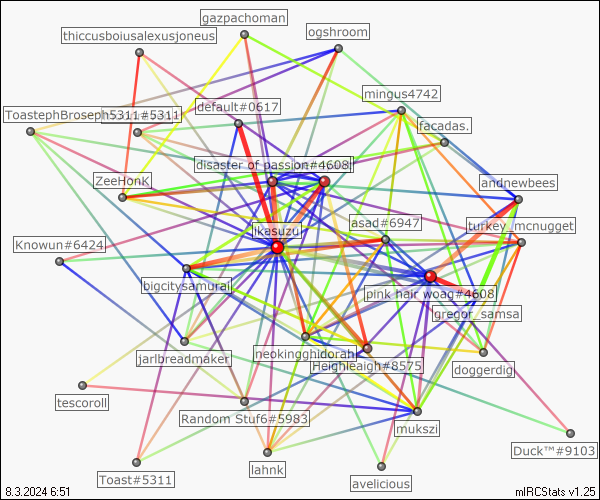 gazpachoman
ogshroom
thiccusboiusalexusjoneus
mingus4742
default#0617
ToastephBroseph5311#5311
facadas.
disaster of passion#4608
ZeeHonk
andnewbees
asad#6947
turkey_mcnugget
ikasuzu
Knowun#6424
bigcitysamurai
pink hair woag#4608
gregor_samsa
jarlbreadmaker
neokingghidorah
Heighleaigh#8575
doggerdig
tescoroll
Random Stuf6#5983
mukszi
Duck™#9103
lahnk
Toast#5311
avelicious
8.3.2024 6:51
mIRCStats v1.25